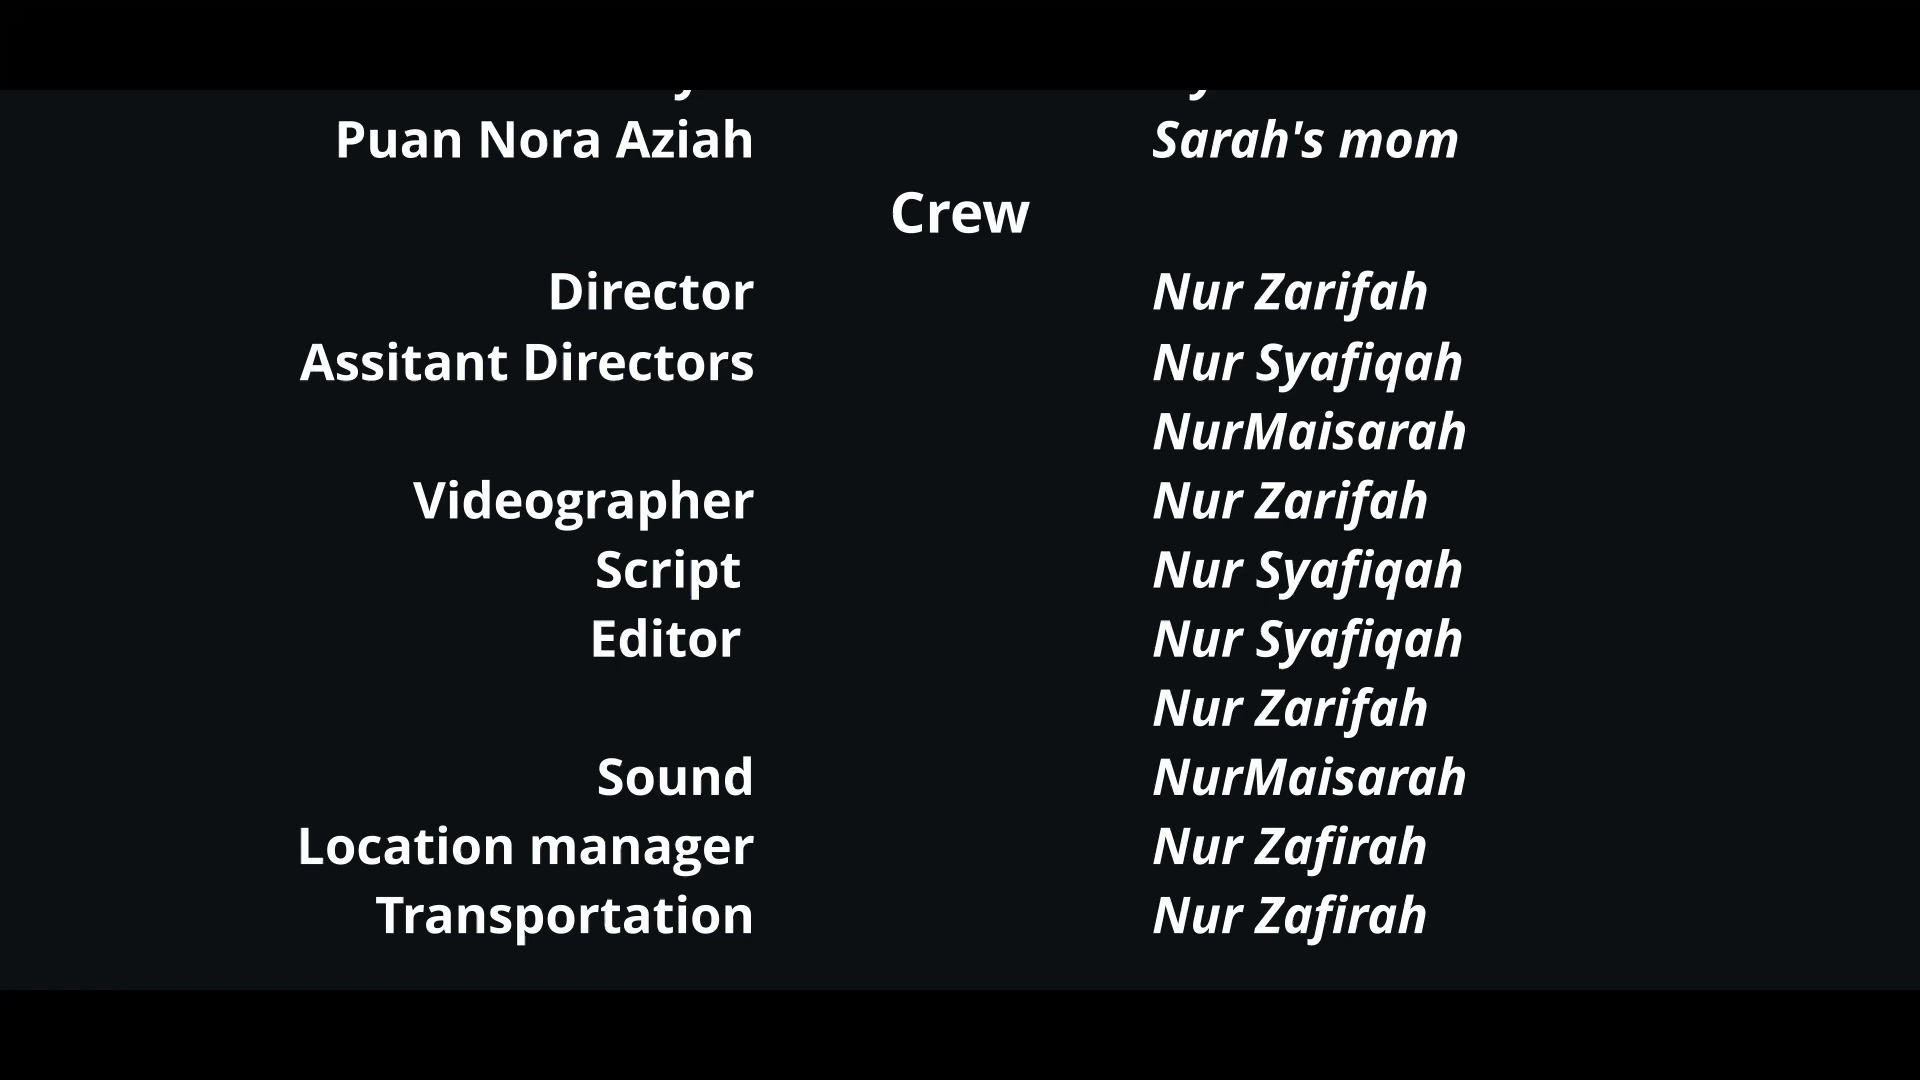 Puan Nora Aziah Sarah's mom
Crew
Director Nur Zarifah
Assitant Directors Nur Syafiqah
NurMaisarah
Videographer Nur Zarifah
Script Nur Syafiqah
Editor Nur Syafiqah
Nur Zarifah
Sound NurMaisarah
Location manager Nur Zafirah
Transportation Nur Zafirah